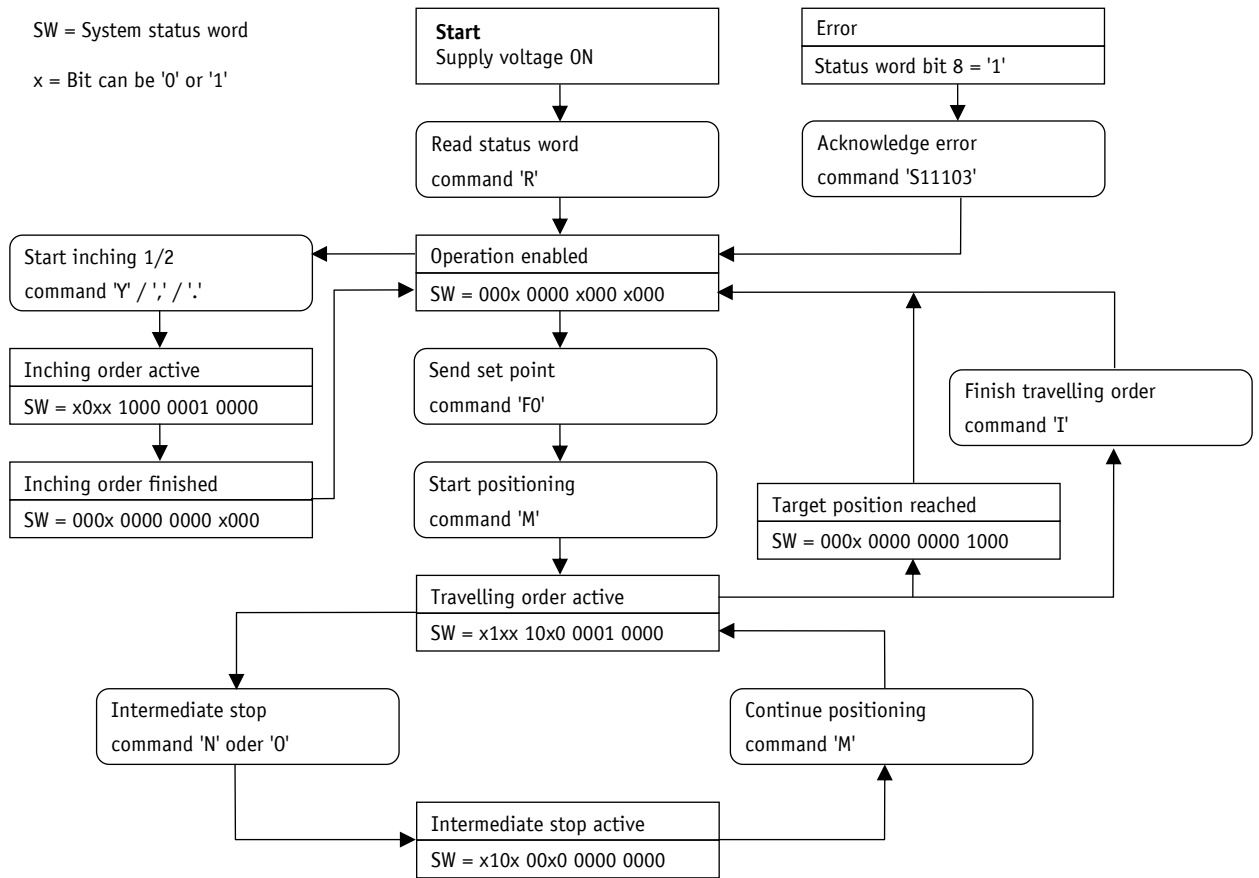 SW = System status word
x = Bit can be '0' or '1'
Start
Supply voltage ON
Error
Status word bit 8 = '1'
Read status word
command 'R'
Acknowledge error
command 'S11103'
Start inching 1/2
command 'Y' / ',' / '.'
Operation enabled
SW = 000x 0000 x000 x000
Inching order active
SW = x0xx 1000 0001 0000
Send set point
command 'F0'
Finish travelling order
command 'I'
Inching order finished
SW = 000x 0000 0000 x000
Start positioning
command 'M'
Target position reached
SW = 000x 0000 0000 1000
Travelling order active
SW = x1xx 10x0 0001 0000
Intermediate stop
command 'N' oder 'O'
Continue positioning
command 'M'
Intermediate stop active
SW = x10x 00x0 0000 0000